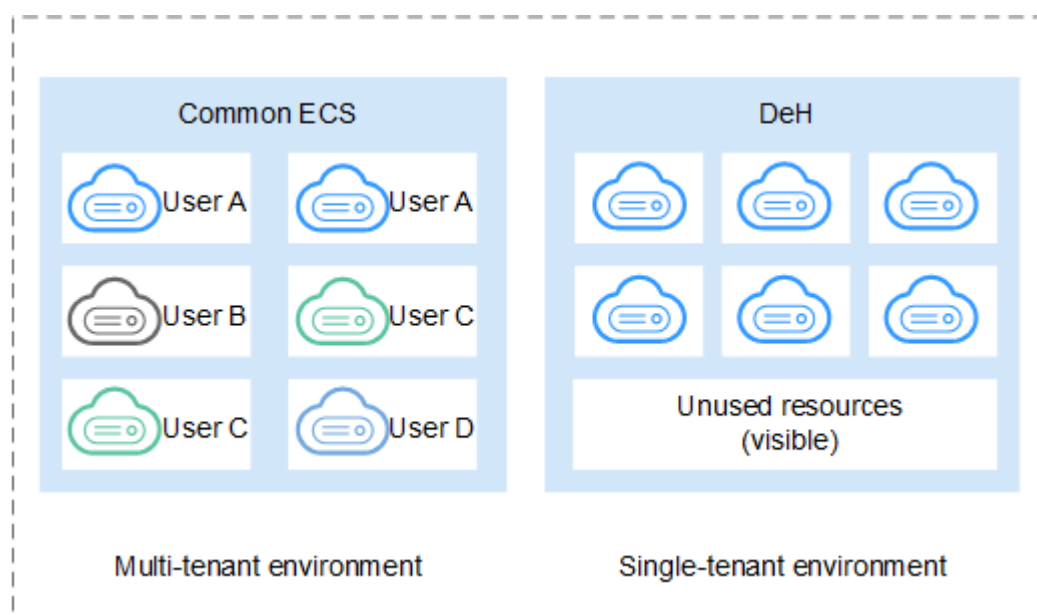 Common ECS
User A
User A
User B
User C
User C
User D
Multi-tenant environment
DeH
Unused resources
(visible)
Single-tenant environment